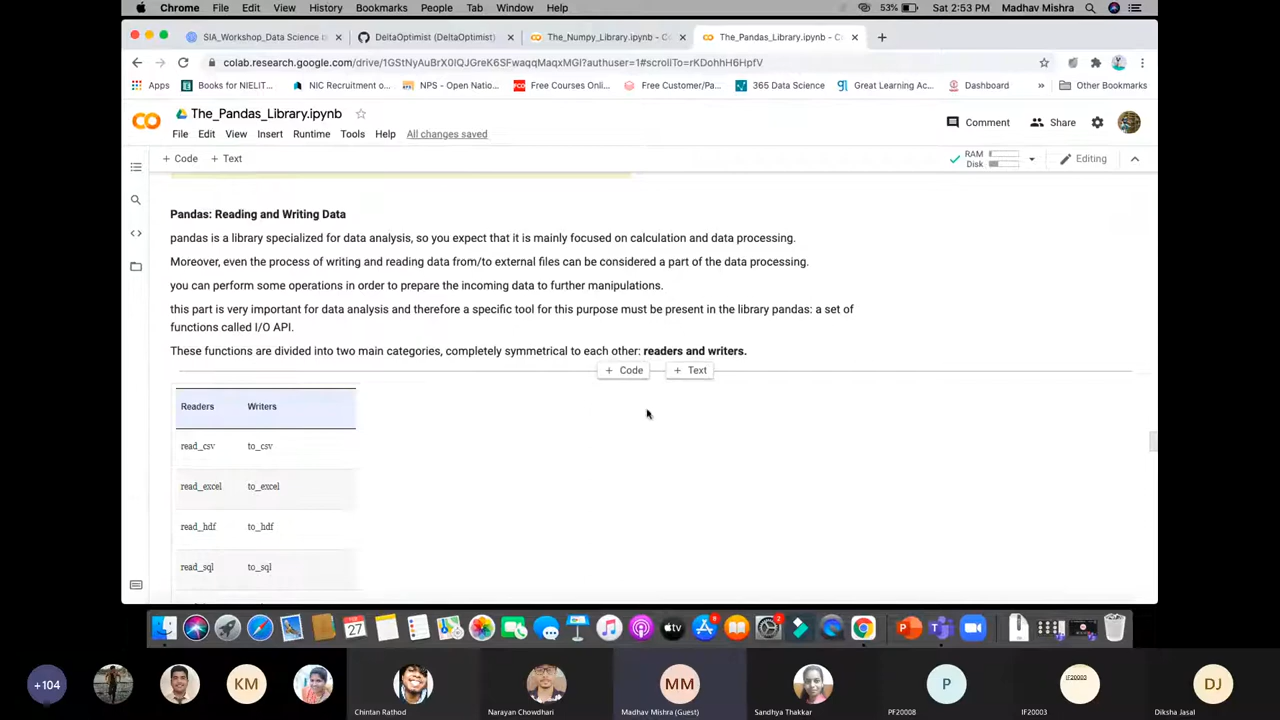 Chrome File Edit View History Bookmarks People Tab Window Help 53% Sat 2:53 PM Madhav Mishra
SIA_Workshop_Data Science is DeltaOptimist (DeltaOptimist) The_Numpy_Library.ipynb - Co The_Pandas_Library.ipynb - Co
colab.research.google.com/drive/1GStNyAuBrX0IQJGreK6SFwaqqMaqxMGI?authuser=1#scrollTo=rKDohhH6HpfV
Apps Books for NIELIT... NIC Recruitment or... NPS - Open Natio... Free Courses Onli... Free Customer/Pa... 365 Data Science Great Learning Ac... Dashboard » Other Bookmarks
The_Pandas_Library.ipynb
Comment Share
File Edit View Insert Runtime Tools Help All changes saved
+ Code + Text
RAM
Disk
Editing
Pandas: Reading and Writing Data
pandas is a library specialized for data analysis, so you expect that it is mainly focused on calculation and data processing.
Moreover, even the process of writing and reading data from/to external files can be considered a part of the data processing.
you can perform some operations in order to prepare the incoming data to further manipulations.
this part is very important for data analysis and therefore a specific tool for this purpose must be present in the library pandas: a set of
functions called I/O API.
These functions are divided into two main categories, completely symmetrical to each other: readers and writers.
+ Code + Text
Readers Writers
read_csv to_csv
read_excel to_excel
read_hdf to_hdf
read_sql to_sql
27
+104
KM
MM
P
IF20003
DJ
Chintan Rathod Narayan Chowdhari Madhav Mishra (Guest) Sandhya Thakkar PF20008 IF20003 Diksha Jasal